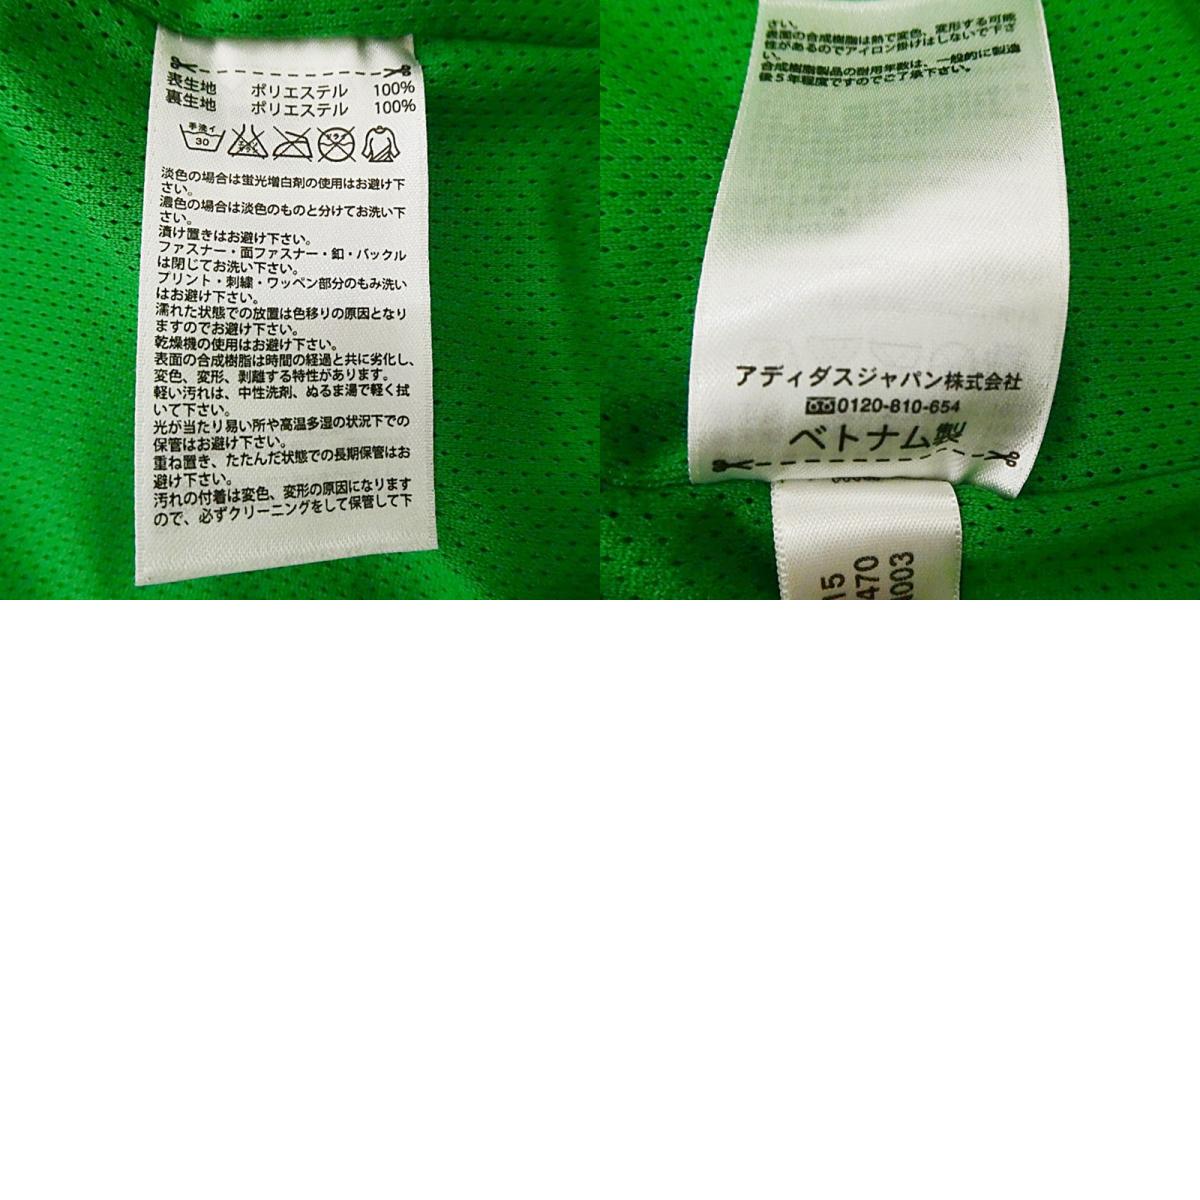 表生地 ポリエステル 100%
裏生地 ポリエステル 100%
手洗イ
30
エンソサラシ
ドライ
淡色の場合は蛍光増白剤の使用はお避け下
さい。
濃色の場合は淡色のものと分けてお洗い下
さい。
漬け置きはお避け下さい。
ファスナー・面ファスナー・釦・バックル
は閉じてお洗い下さい。
プリント・刺繍・ワッペン部分のもみ洗い
はお避け下さい。
濡れた状態での放置は色移りの原因となり
ますのでお避け下さい。
乾燥機の使用はお避け下さい。
表面の合成樹脂は時間の経過と共に劣化し、
変色、変形、剥離する特性があります。
軽い汚れは、中性洗剤、ぬるま湯で軽く拭
いて下さい。
光が当たり易い所や高温多湿の状況下での
保管はお避け下さい。
重ね置き、たたんだ状態での長期保管はお
避け下さい。
汚れの付着は変色、変形の原因になります
ので、必ずクリーニングをして保管して下
さい。
表面の合成樹脂は熱で変色、変形する可能
性があるのでアイロン掛けはしないで下さ
い。
合成樹脂製品の耐用年数は、一般的に製造
後5年程度ですのでご了承下さい。
アディダスジャパン株式会社
0120-810-654
ベトナム製
15
470
003